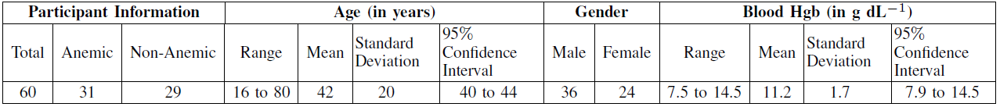 Participant Information Age (in years) Gender Blood Hgb (in g dL−1)
Total Anemic Non-Anemic Range Mean Standard Deviation 95% Confidence Interval Male Female Range Mean Standard Deviation 95% Confidence Interval
60 31 29 16 to 80 42 20 40 to 44 36 24 7.5 to 14.5 11.2 1.7 7.9 to 14.5